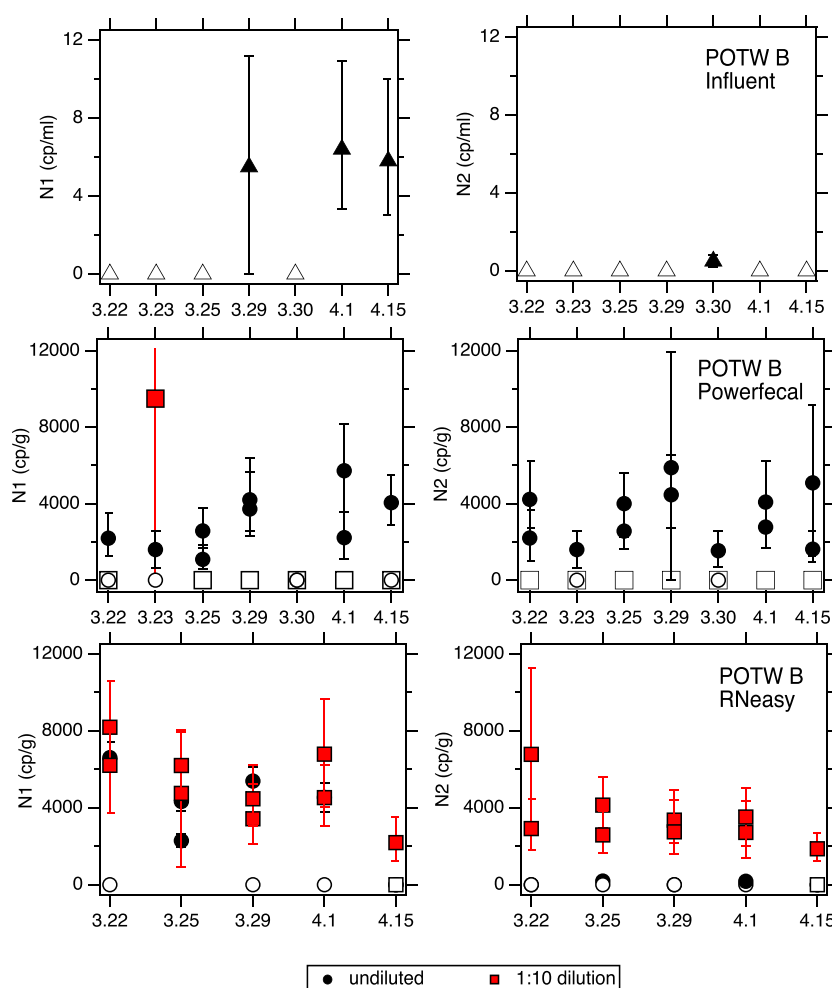 12
8
4
0
N1 (cp/ml)
3.22 3.23 3.25 3.29 3.30 4.1 4.15
12
8
4
0
N2 (cp/ml)
POTW B
Influent
3.22 3.23 3.25 3.29 3.30 4.1 4.15
12000
8000
4000
0
N1 (cp/g)
3.22 3.23 3.25 3.29 3.30 4.1 4.15
12000
8000
4000
0
N2 (cp/g)
POTW B
Powerfecal
3.22 3.23 3.25 3.29 3.30 4.1 4.15
12000
8000
4000
0
N1 (cp/g)
3.22 3.25 3.29 4.1 4.15
12000
8000
4000
0
N2 (cp/g)
POTW B
RNeasy
3.22 3.25 3.29 4.1 4.15
undiluted 1:10 dilution